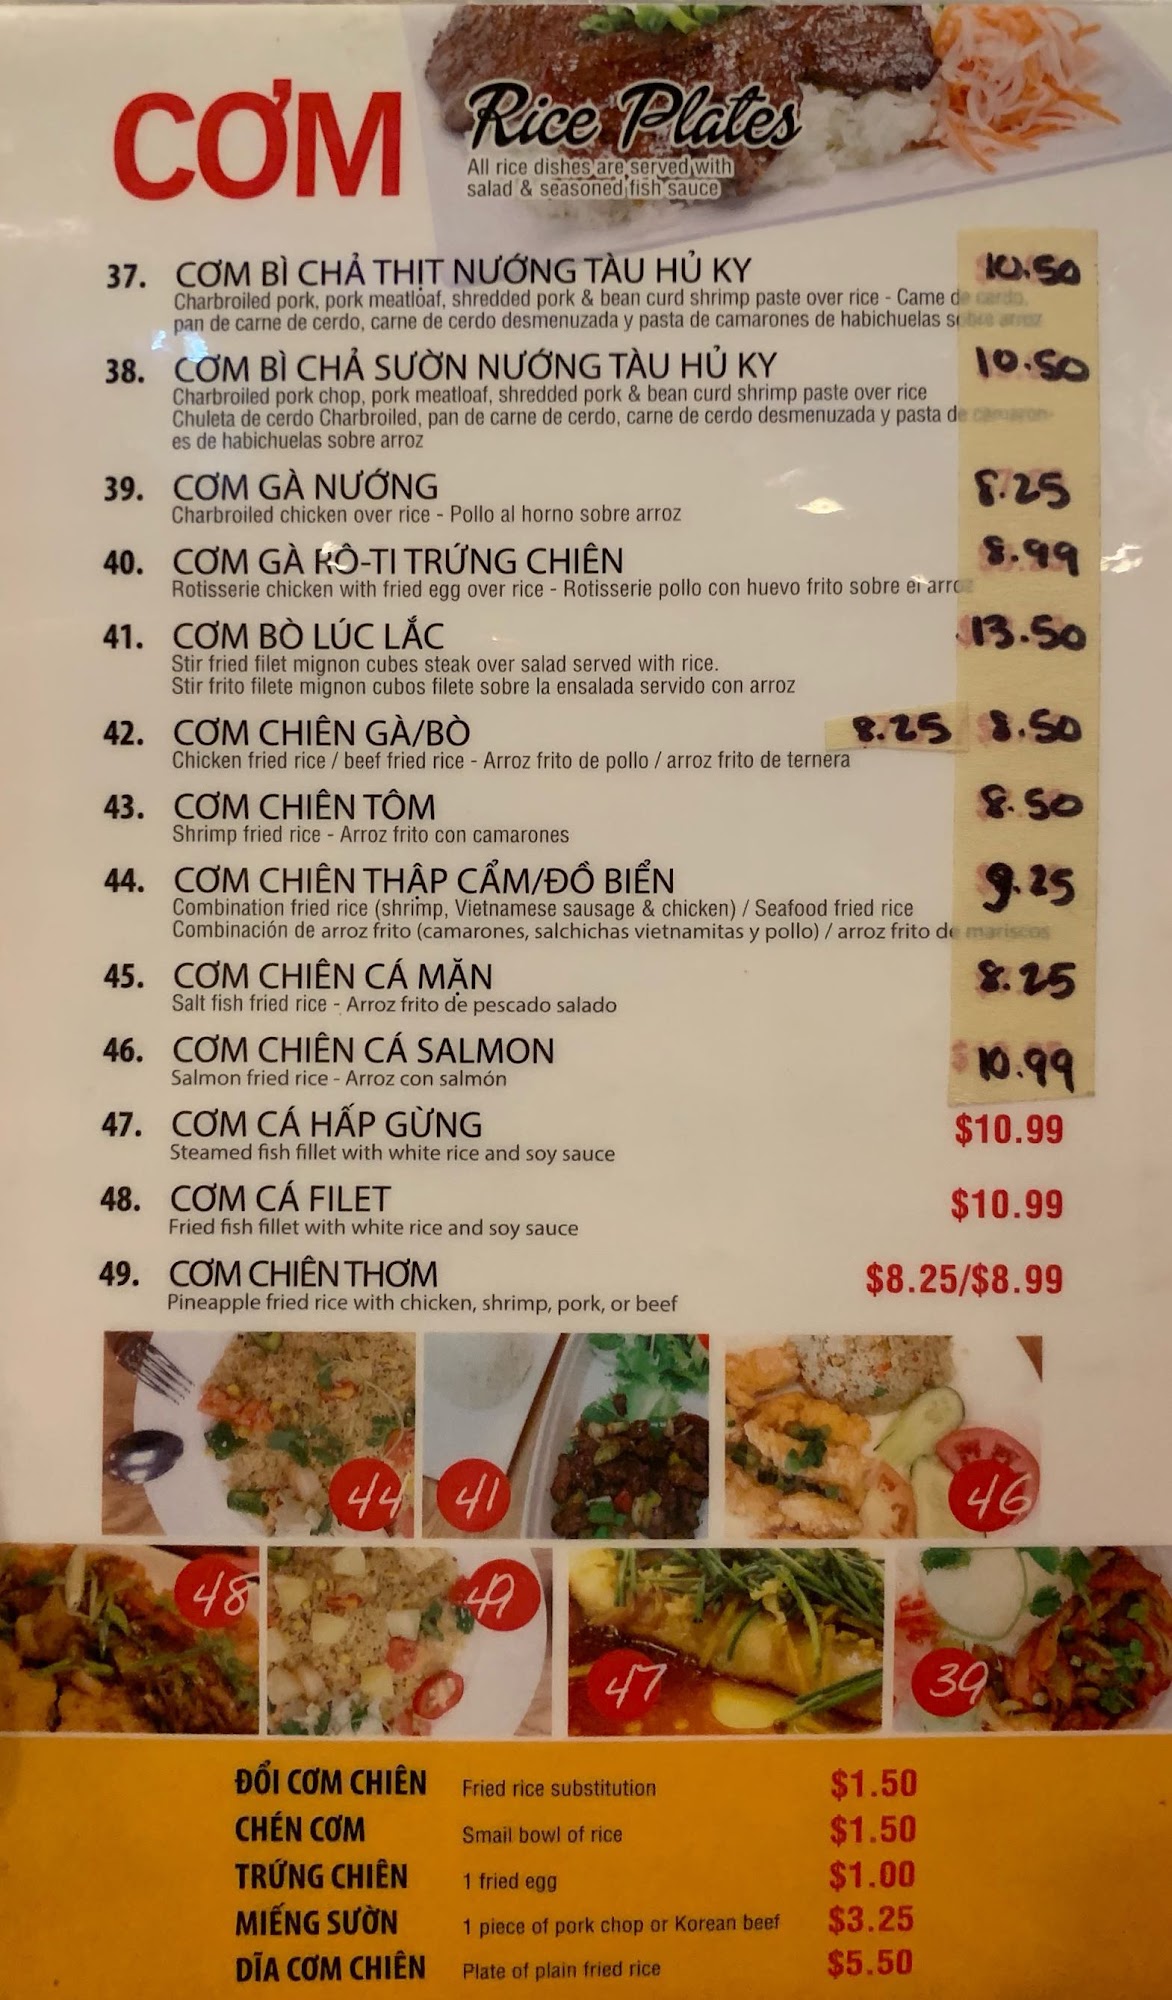 CƠM
Rice Plates
All rice dishes are served with
salad & seasoned fish sauce
37. CƠM BÌ CHẢ THỊT NƯỚNG TÀU HỦ KY 10.50
Charbroiled pork, pork meatloaf, shredded pork & bean curd shrimp paste over rice - Carne de cerdo,
pan de carne de cerdo, carne de cerdo desmenuzada y pasta de camarones de habichuelas sobre arroz
38. CƠM BÌ CHẢ SƯỜN NƯỚNG TÀU HỦ KY 10.50
Charbroiled pork chop, pork meatloaf, shredded pork & bean curd shrimp paste over rice
Chuleta de cerdo Charbroiled, pan de carne de cerdo, carne de cerdo desmenuzada y pasta de camaron-
es de habichuelas sobre arroz
39. CƠM GÀ NƯỚNG 8.25
Charbroiled chicken over rice - Pollo al horno sobre arroz
40. CƠM GÀ RÔ-TI TRỨNG CHIÊN 8.99
Rotisserie chicken with fried egg over rice - Rotisserie pollo con huevo frito sobre el arroz
41. CƠM BÒ LÚC LẮC 13.50
Stir fried filet mignon cubes steak over salad served with rice.
Stir frito filete mignon cubos filete sobre la ensalada servido con arroz
42. CƠM CHIÊN GÀ/BÒ 8.25 8.50
Chicken fried rice / beef fried rice - Arroz frito de pollo / arroz frito de ternera
43. CƠM CHIÊN TÔM 8.50
Shrimp fried rice - Arroz frito con camarones
44. CƠM CHIÊN THẬP CẨM/ĐỒ BIỂN 9.25
Combination fried rice (shrimp, Vietnamese sausage & chicken) / Seafood fried rice
Combinación de arroz frito (camarones, salchichas vietnamitas y pollo) / arroz frito de mariscos
45. CƠM CHIÊN CÁ MẶN 8.25
Salt fish fried rice - Arroz frito de pescado salado
46. CƠM CHIÊN CÁ SALMON 10.99
Salmon fried rice - Arroz con salmón
47. CƠM CÁ HẤP GỪNG $10.99
Steamed fish fillet with white rice and soy sauce
48. CƠM CÁ FILET $10.99
Fried fish fillet with white rice and soy sauce
49. CƠM CHIÊN THƠM $8.25/$8.99
Pineapple fried rice with chicken, shrimp, pork, or beef
44 41 46
48 49 47 39
ĐỔI CƠM CHIÊN Fried rice substitution $1.50
CHÉN CƠM Smail bowl of rice $1.50
TRỨNG CHIÊN 1 fried egg $1.00
MIẾNG SƯỜN 1 piece of pork chop or Korean beef $3.25
DĨA CƠM CHIÊN Plate of plain fried rice $5.50